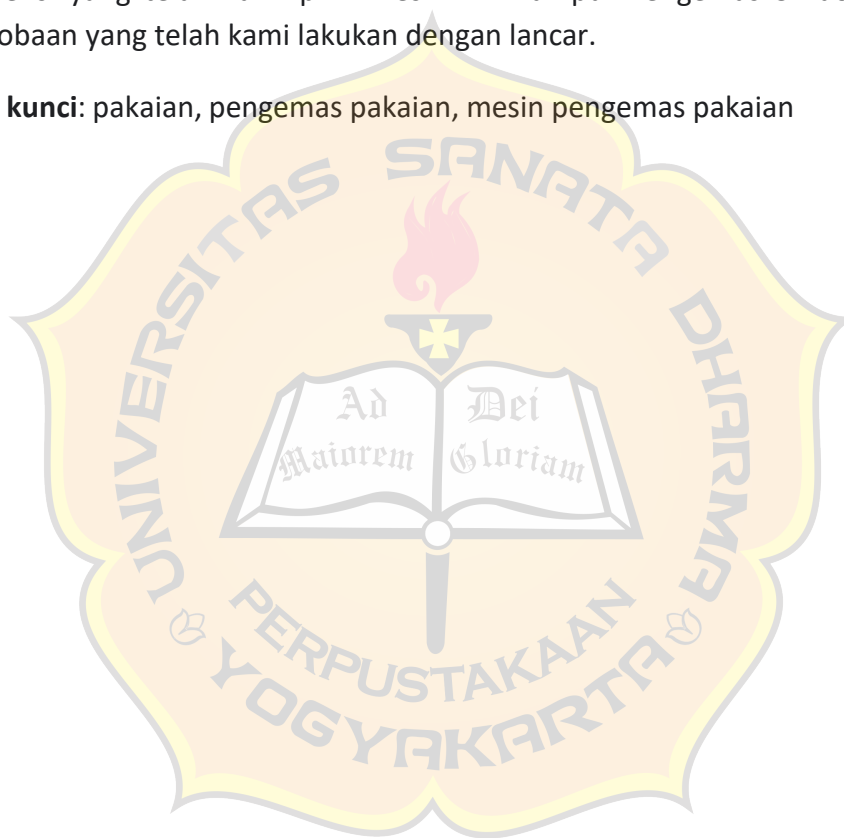 obaan yang telah kami lakukan dengan lancar.
kunci: pakaian, pengemas pakaian, mesin pengemas pakaian
UNIVERSITAS SANATA DHARMA
Ad Dei
Maiorem Gloriam
PERPUSTAKAAN
YOGYAKARTA